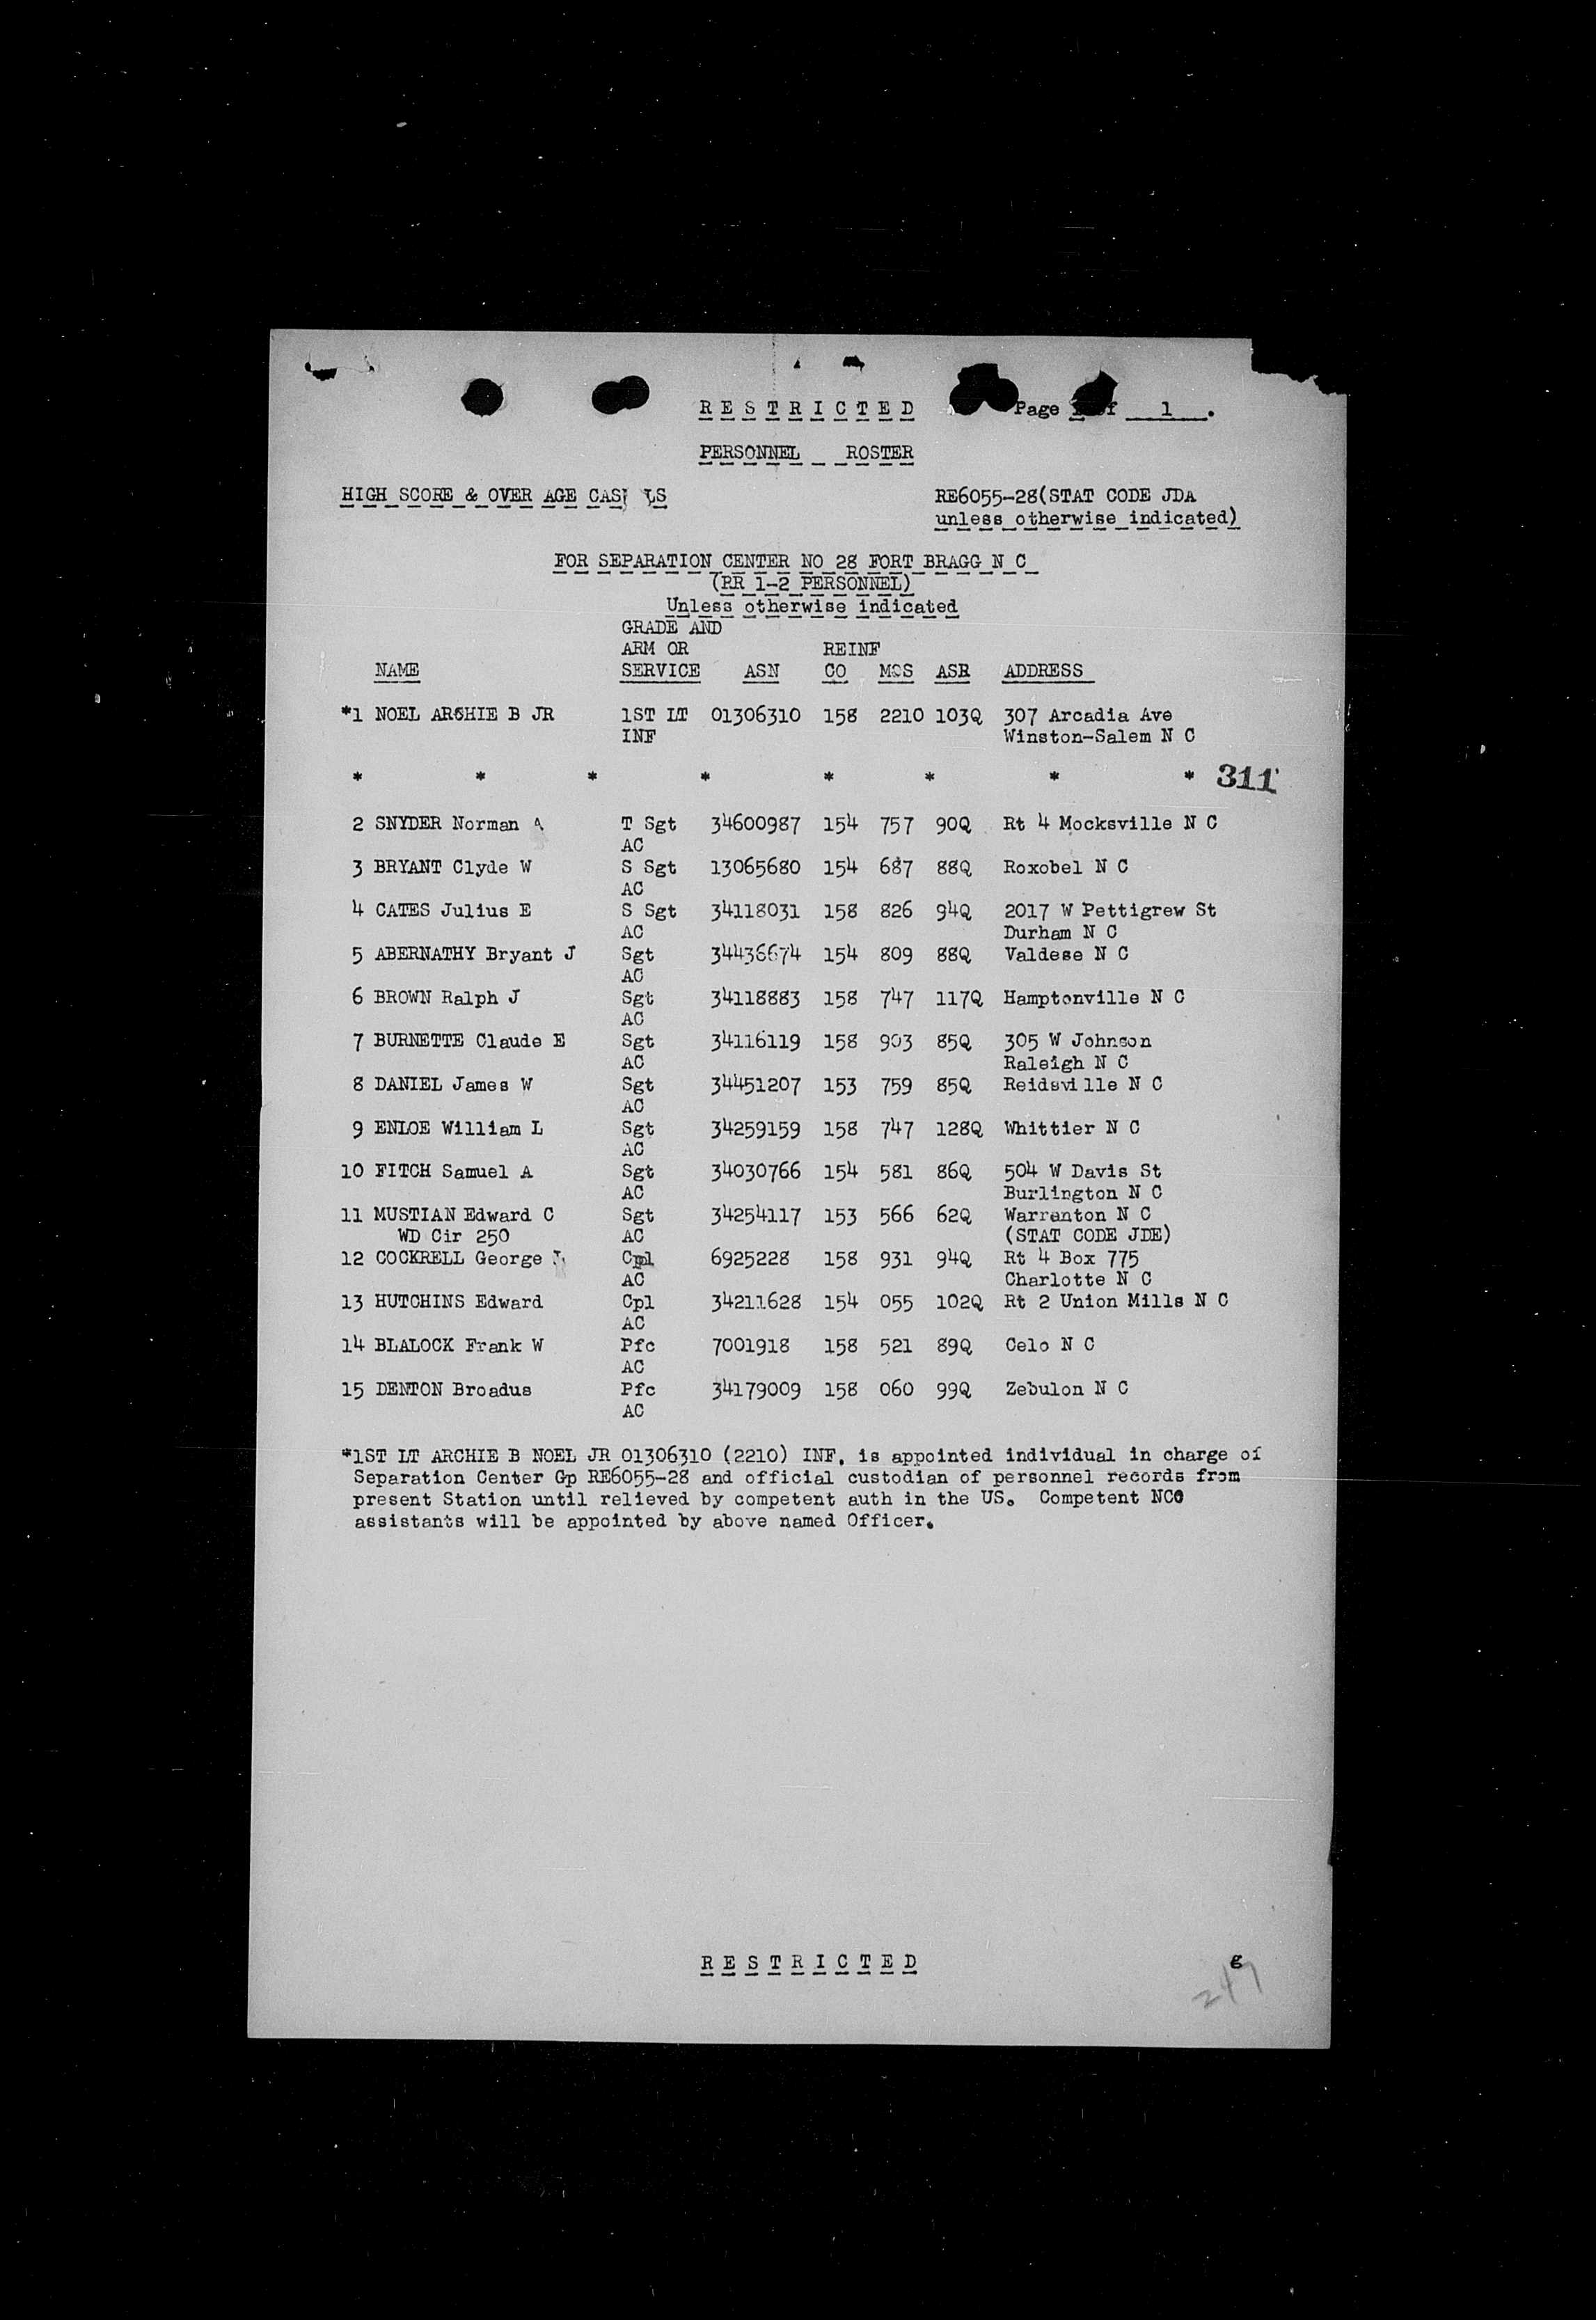 RESTRICTED Page 1 of 1.
PERSONNEL ROSTER
HIGH SCORE & OVER AGE
RE6055-28(STAT CODE JDA
unless otherwise indicated)
FOR SEPARATION CENTER NO 28 FORT BRAGG N C
(RR 1-2 PERSONNEL)
Unless otherwise indicated
GRADE AND
ARM OR REINF
NAME SERVICE ASN CO MOS ASR ADDRESS
*1 NOEL ARCHIE B JR 1ST LT 01306310 158 2210 103Q 307 Arcadia Ave
INF Winston-Salem N C
* * * * * * * * 311
2 SNYDER Norman A T Sgt 34600987 154 757 90Q Rt 4 Mocksville N C
AC
3 BRYANT Clyde W S Sgt 13065680 154 687 88Q Roxobel N C
AC
4 CATES Julius E S Sgt 34118031 158 826 94Q 2017 W Pettigrew St
AC Durham N C
5 ABERNATHY Bryant J Sgt 34436674 154 809 88Q Valdese N C
AC
6 BROWN Ralph J Sgt 34118883 158 747 117Q Hamptonville N C
AC
7 BURNETTE Claude E Sgt 34116119 158 903 85Q 305 W Johnson
AC Raleigh N C
8 DANIEL James W Sgt 34451207 153 759 85Q Reidsville N C
AC
9 ENLOE William L Sgt 34259159 158 747 128Q Whittier N C
AC
10 FITCH Samuel A Sgt 34030766 154 581 86Q 504 W Davis St
AC Burlington N C
11 MUSTIAN Edward C Sgt 34254117 153 566 62Q Warrenton N C
WD Cir 250 AC (STAT CODE JDE)
12 COCKRELL George Cpl 6925228 158 931 94Q Rt 4 Box 775
AC Charlotte N C
13 HUTCHINS Edward Cpl 34211628 154 055 102Q Rt 2 Union Mills N C
AC
14 BLALOCK Frank W Pfc 7001918 158 521 89Q Celo N C
AC
15 DENTON Broadus Pfc 34179009 158 060 99Q Zebulon N C
AC
*1ST LT ARCHIE B NOEL JR 01306310 (2210) INF, is appointed individual in charge of
Separation Center Gp RE6055-28 and official custodian of personnel records from
present Station until relieved by competent auth in the US. Competent NCO
assistants will be appointed by above named Officer.
RESTRICTED
g
247